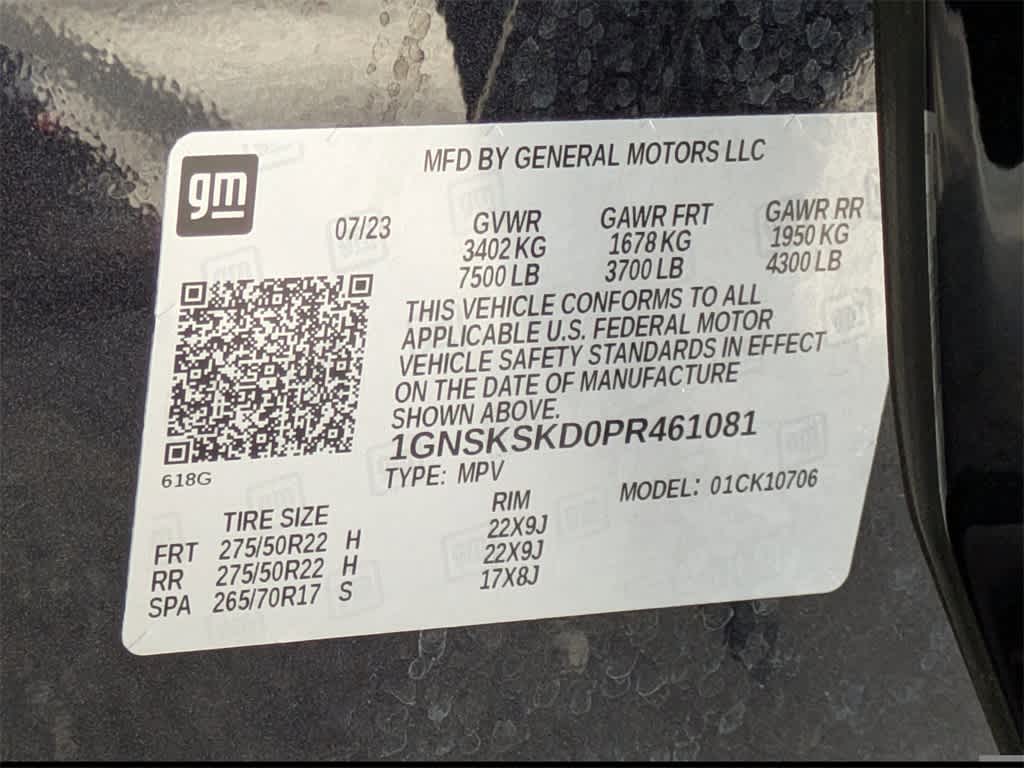 gm
MFD BY GENERAL MOTORS LLC
07/23 GVWR GAWR FRT GAWR RR
3402 KG 1678 KG 1950 KG
7500 LB 3700 LB 4300 LB
THIS VEHICLE CONFORMS TO ALL
APPLICABLE U.S. FEDERAL MOTOR
VEHICLE SAFETY STANDARDS IN EFFECT
ON THE DATE OF MANUFACTURE
SHOWN ABOVE.
1GNSKSKD0PR461081
618G
TYPE: MPV MODEL: 01CK10706
TIRE SIZE RIM
FRT 275/50R22 H 22X9J
RR 275/50R22 H 22X9J
SPA 265/70R17 S 17X8J